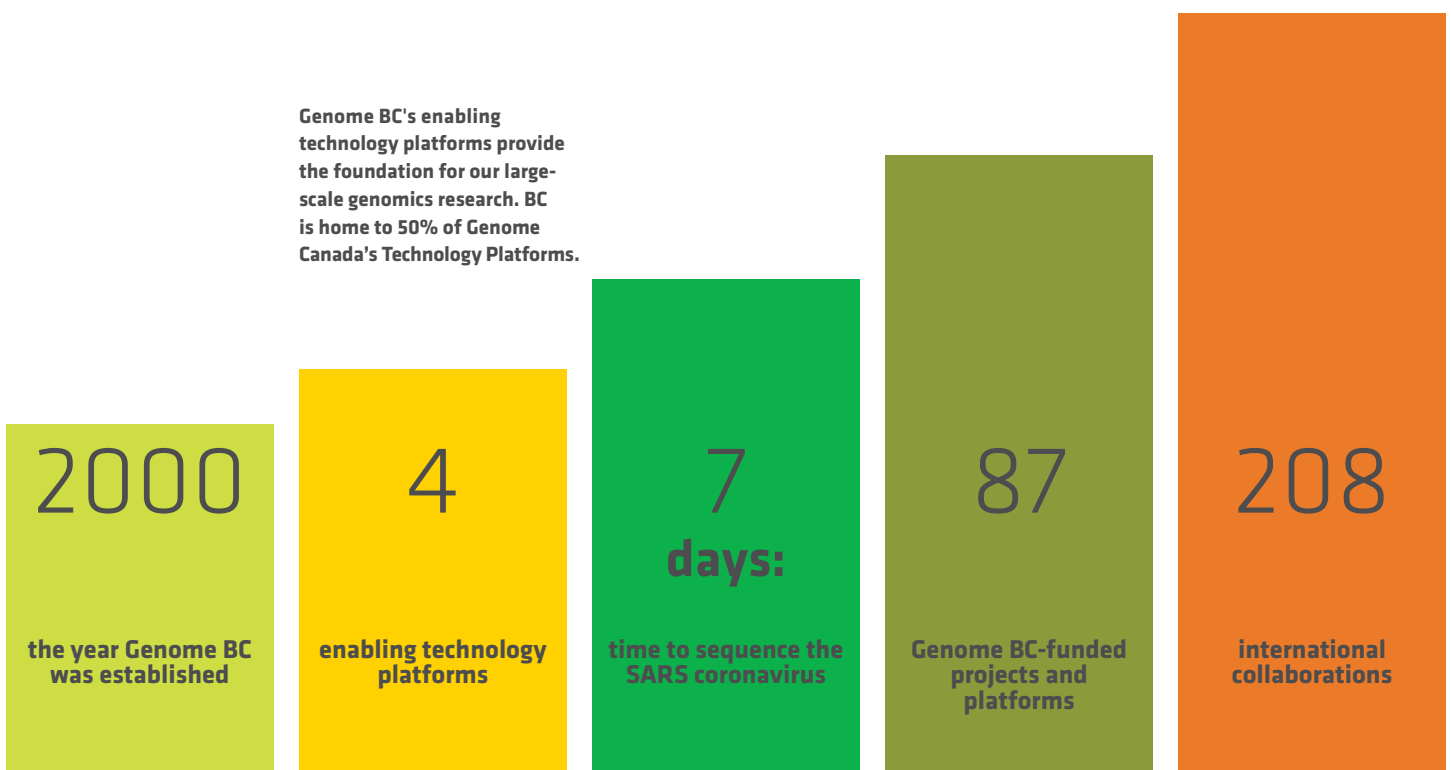 Genome BC's enabling
technology platforms provide
the foundation for our large-
scale genomics research. BC
is home to 50% of Genome
Canada’s Technology Platforms.
2000
the year Genome BC
was established
4
enabling technology
platforms
7
days:
time to sequence the
SARS coronavirus
87
Genome BC-funded
projects and
platforms
208
international
collaborations